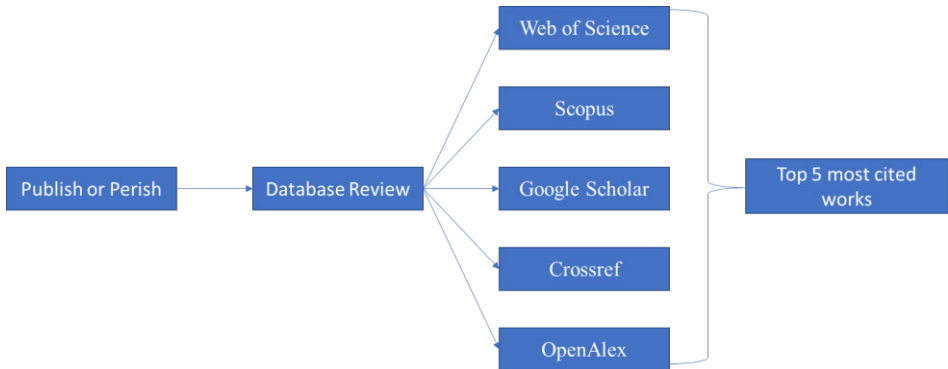 Publish or Perish
Database Review
Web of Science
Scopus
Google Scholar
Crossref
OpenAlex
Top 5 most cited
works